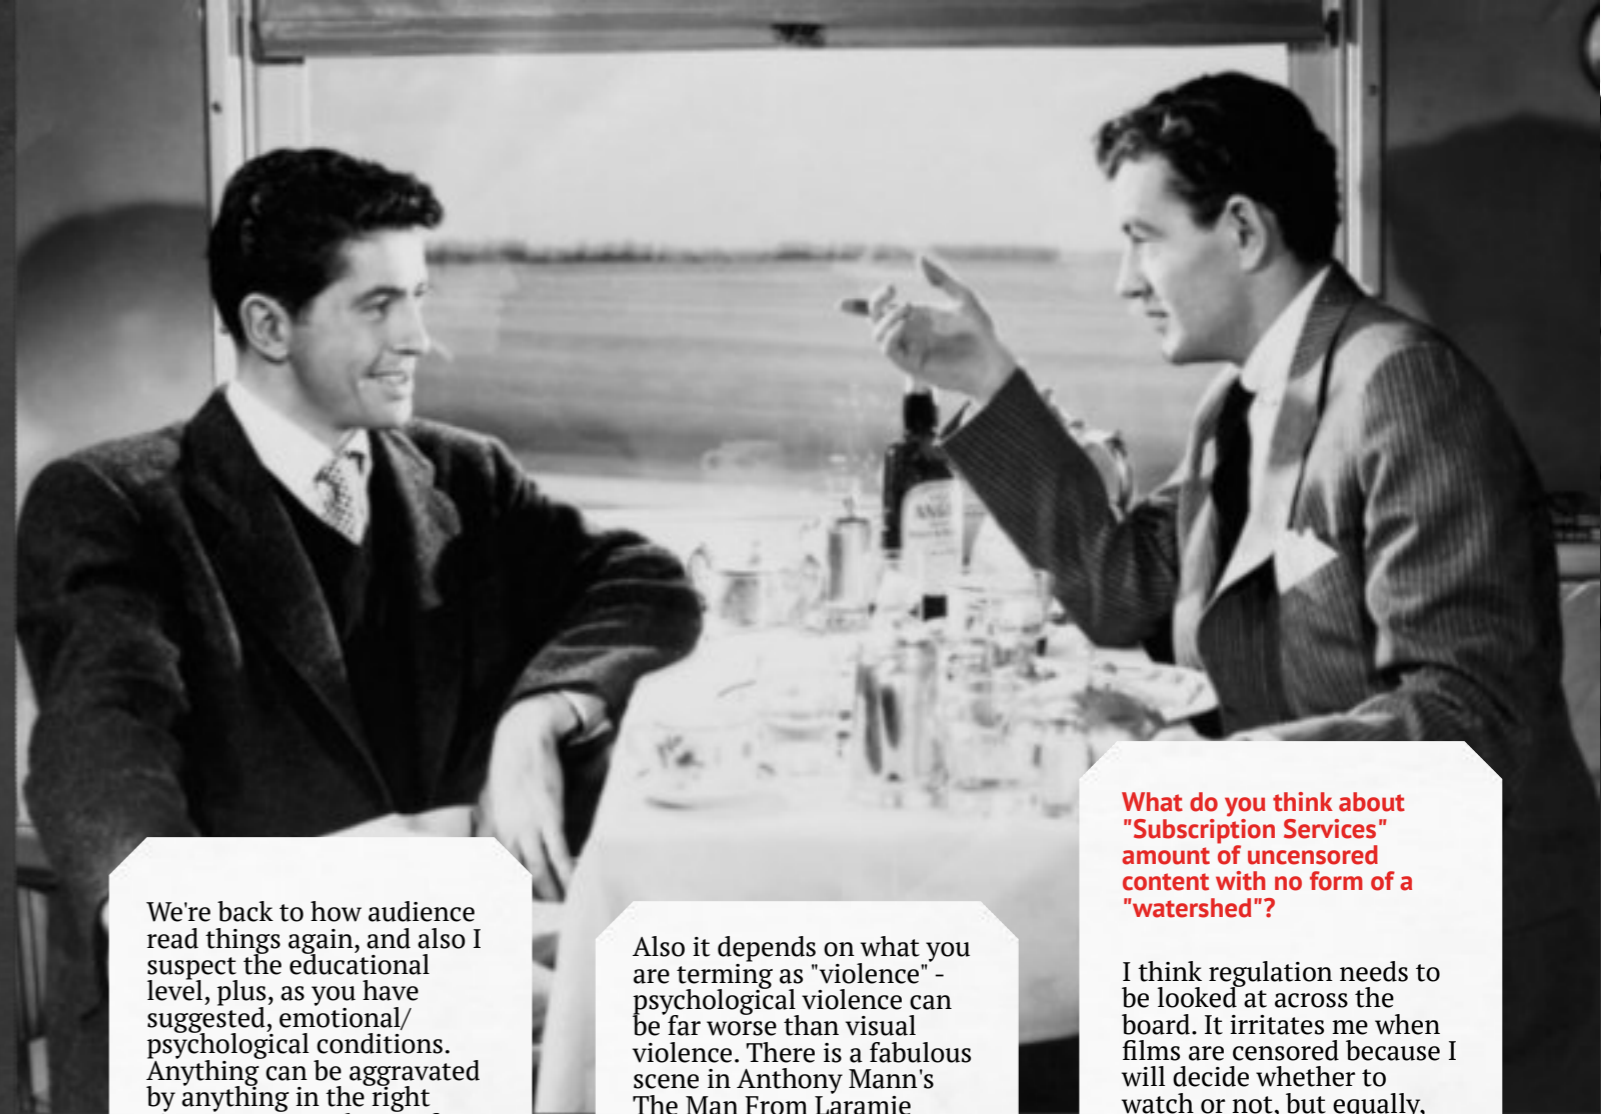 We're back to how audience
read things again, and also I
suspect the educational
level, plus, as you have
suggested, emotional/
psychological conditions.
Anything can be aggravated
by anything in the right
Also it depends on what you
are terming as "violence" -
psychological violence can
be far worse than visual
violence. There is a fabulous
scene in Anthony Mann's
The Man From Laramie
What do you think about
"Subscription Services"
amount of uncensored
content with no form of a
"watershed"?
I think regulation needs to
be looked at across the
board. It irritates me when
films are censored because I
will decide whether to
watch or not, but equally,